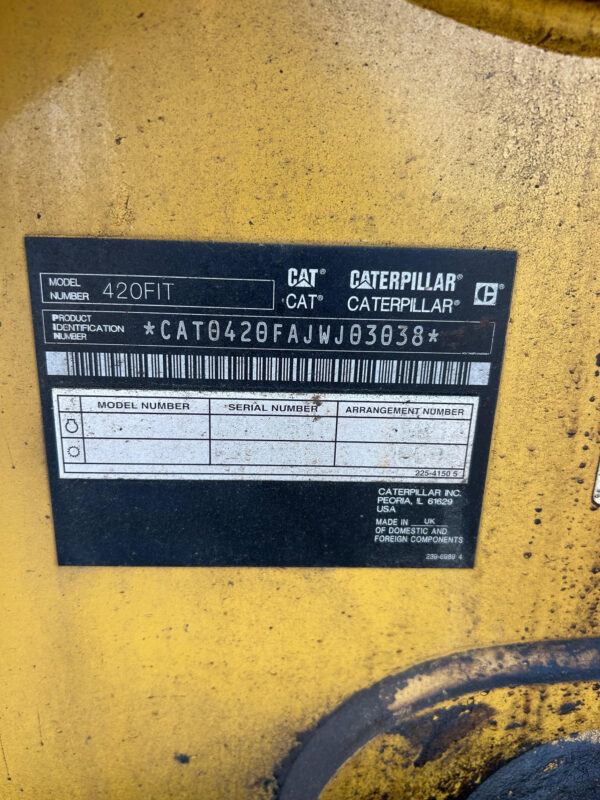 MODEL
NUMBER 420FIT
CAT® CATERPILLAR®
CAT® CATERPILLAR®
PRODUCT
IDENTIFICATION
NUMBER *CAT0420FAJWJ03038*
MODEL NUMBER SERIAL NUMBER ARRANGEMENT NUMBER
225-4150 5
CATERPILLAR INC.
PEORIA, IL 61629
USA
MADE IN UK
OF DOMESTIC AND
FOREIGN COMPONENTS
239-6989 4